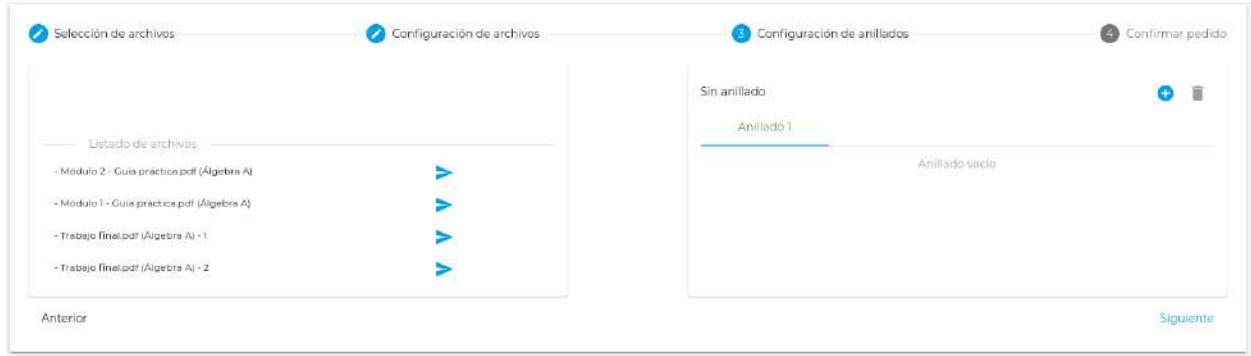 Selección de archivos
Configuración de archivos
3 Configuración de anillados
4 Confirmar pedido
Listado de archivos
- Módulo 2 - Guía práctica.pdf (Álgebra A)
- Módulo 1 - Guía práctica.pdf (Álgebra A)
- Trabajo final.pdf (Álgebra A) - 1
- Trabajo final.pdf (Álgebra A) - 2
Sin anillado
Anillado 1
Anillado vacío
Anterior
Siguiente